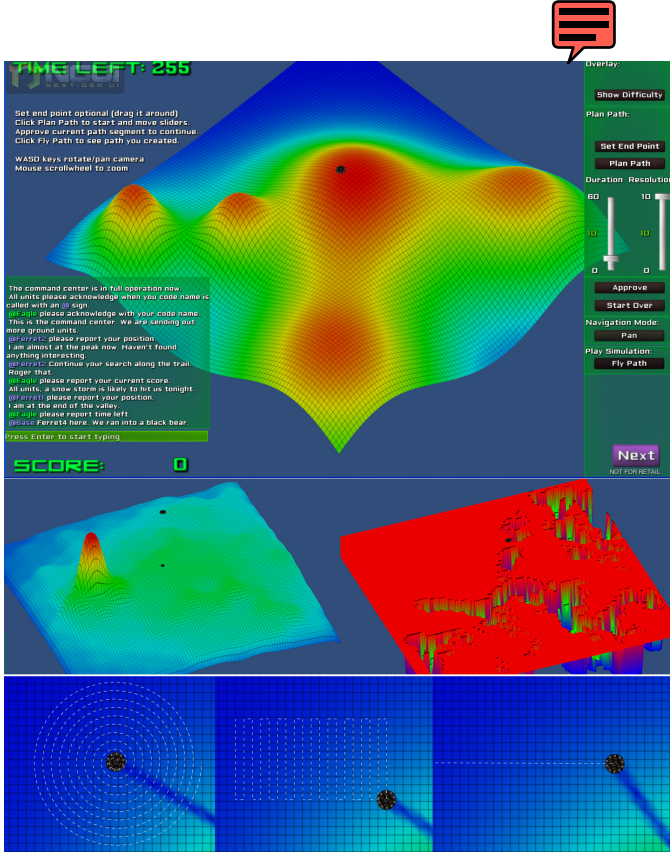 TIME LEFT: 255
NEXT-GEN UI
Set end point optional (drag it around)
Click Plan Path to start and move sliders.
Approve current path segment to continue.
Click Fly Path to see path you created.
WASD keys rotate/pan camera
Mouse scrollwheel to zoom
The command center is in full operation now.
All units please acknowledge when you code name is
called with an @ sign.
@Eagle please acknowledge with your code name.
This is the command center. We are sending out
more ground units.
@Ferret2 please report your position.
I am almost at the peak now. Haven't found
anything interesting.
@Ferret2 Continue your search along the trail.
Roger that.
@Eagle please report your current score.
All units, a snow storm is likely to hit us tonight.
@Ferret1 please report your position.
I am at the end of the valley.
@Eagle please report time left.
@Base Ferret4 here. We ran into a black bear.
Press Enter to start typing
SCORE: 0
Overlay:
Show Difficulty
Plan Path:
Set End Point
Plan Path
Duration Resolution
60 10
10 10
0 0
Approve
Start Over
Navigation Mode:
Pan
Play Simulation:
Fly Path
Next
NOT FOR RETAIL